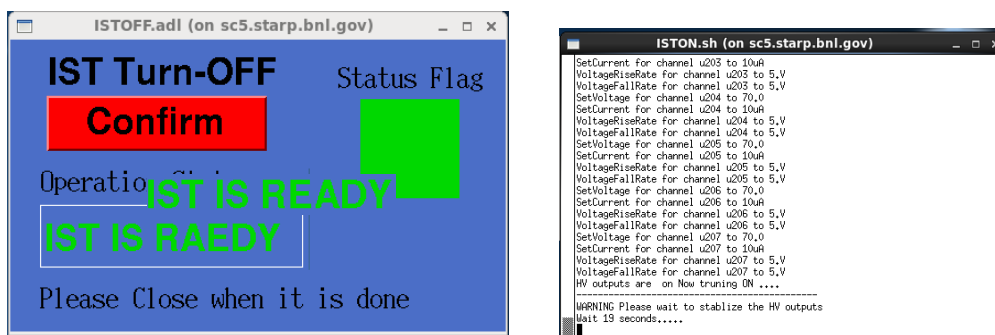 ISTOFF.adl (on sc5.starp.bnl.gov)
IST Turn-OFF
Status Flag
Confirm
IST IS READY
IST IS RAEDY
Please Close when it is done
ISTON.sh (on sc5.starp.bnl.gov)
SetCurrent for channel u203 to 10uA
VoltageRiseRate for channel u203 to 5.V
VoltageFallRate for channel u203 to 5.V
SetVoltage for channel u204 to 70.0
SetCurrent for channel u204 to 10uA
VoltageRiseRate for channel u204 to 5.V
VoltageFallRate for channel u204 to 5.V
SetVoltage for channel u205 to 70.0
SetCurrent for channel u205 to 10uA
VoltageRiseRate for channel u205 to 5.V
VoltageFallRate for channel u205 to 5.V
SetVoltage for channel u206 to 70.0
SetCurrent for channel u206 to 10uA
VoltageRiseRate for channel u206 to 5.V
VoltageFallRate for channel u206 to 5.V
SetVoltage for channel u207 to 70.0
SetCurrent for channel u207 to 10uA
VoltageRiseRate for channel u207 to 5.V
VoltageFallRate for channel u207 to 5.V
HV outputs are  on Now truning ON ....
--------------------------------------------
WARNING Please wait to stablize the HV outputs
Wait 19 seconds.....